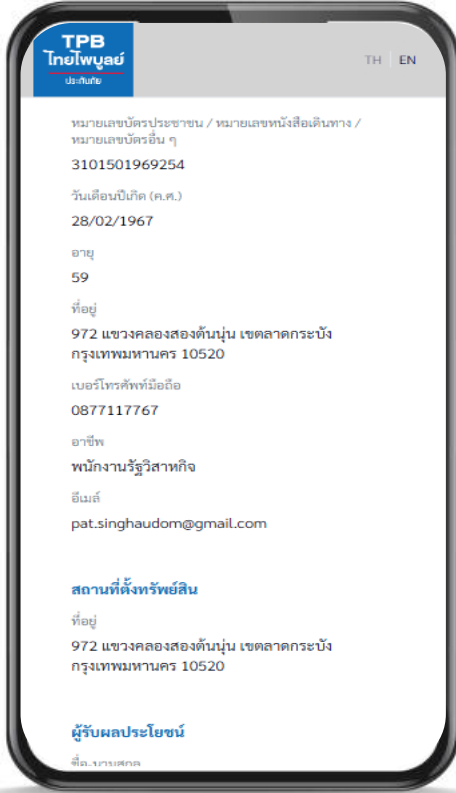 TPB
ไทยไพบูลย์
ประกันภัย
TH EN
หมายเลขบัตรประชาชน / หมายเลขหนังสือเดินทาง /
หมายเลขบัตรอื่น ๆ
3101501969254
วันเดือนปีเกิด (ค.ศ.)
28/02/1967
อายุ
59
ที่อยู่
972 แขวงคลองสองต้นนุ่น เขตลาดกระบัง
กรุงเทพมหานคร 10520
เบอร์โทรศัพท์มือถือ
0877117767
อาชีพ
พนักงานรัฐวิสาหกิจ
อีเมล์
pat.singhaudom@gmail.com
สถานที่ตั้งทรัพย์สิน
ที่อยู่
972 แขวงคลองสองต้นนุ่น เขตลาดกระบัง
กรุงเทพมหานคร 10520
ผู้รับผลประโยชน์
ชื่อ-นามสกุล